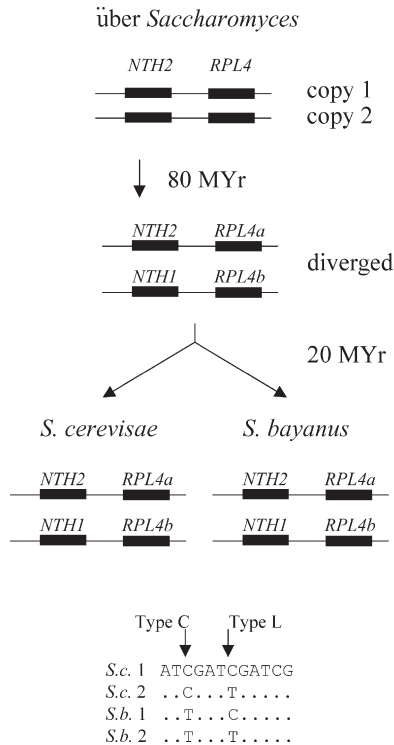 über Saccharomyces
NTH2 RPL4
copy 1
copy 2
80 MYr
NTH2 RPL4a
diverged
NTH1 RPL4b
20 MYr
S. cerevisae S. bayanus
NTH2 RPL4a NTH2 RPL4a
NTH1 RPL4b NTH1 RPL4b
Type C Type L
S.c. 1 ATCGATCGATCG
S.c. 2 ..C...T.....
S.b. 1 ..T...C.....
S.b. 2 ..T...T.....